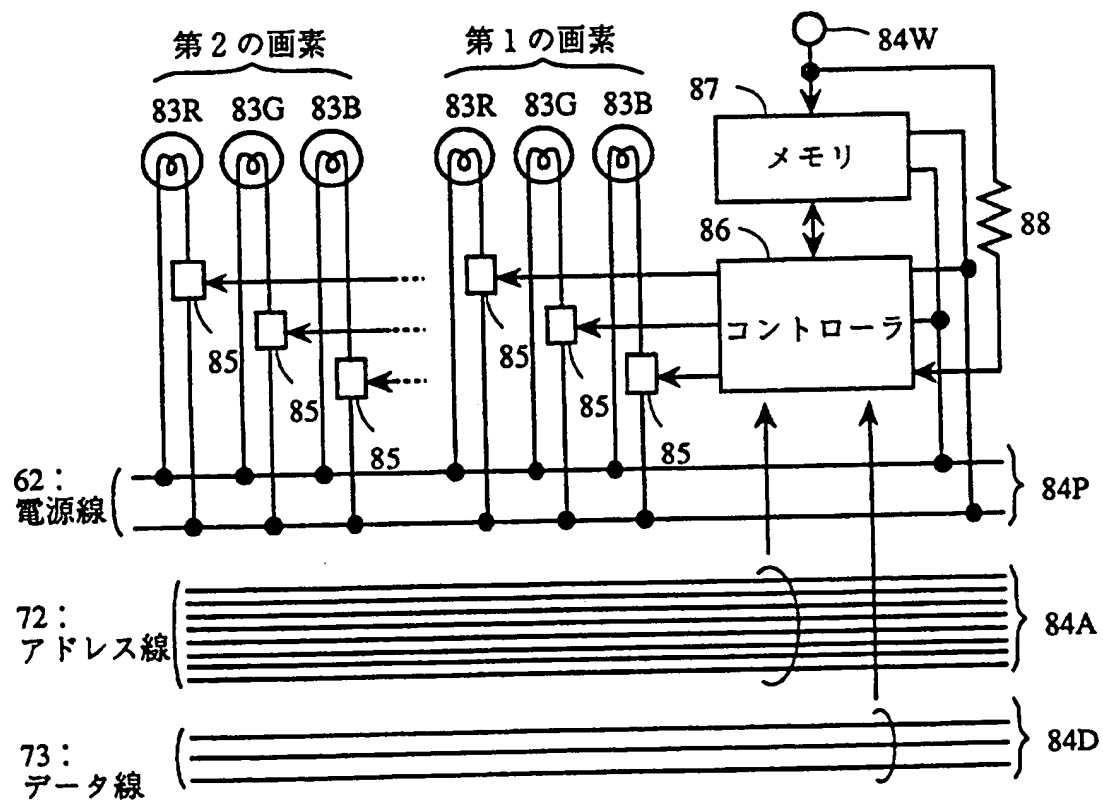 第2の画素
第1の画素
84W
83R 83G 83B
83R 83G 83B
87
メモリ
88
86
コントローラ
85
85
85
85
85
85
62:
電源線
84P
72:
アドレス線
84A
73:
データ線
84D